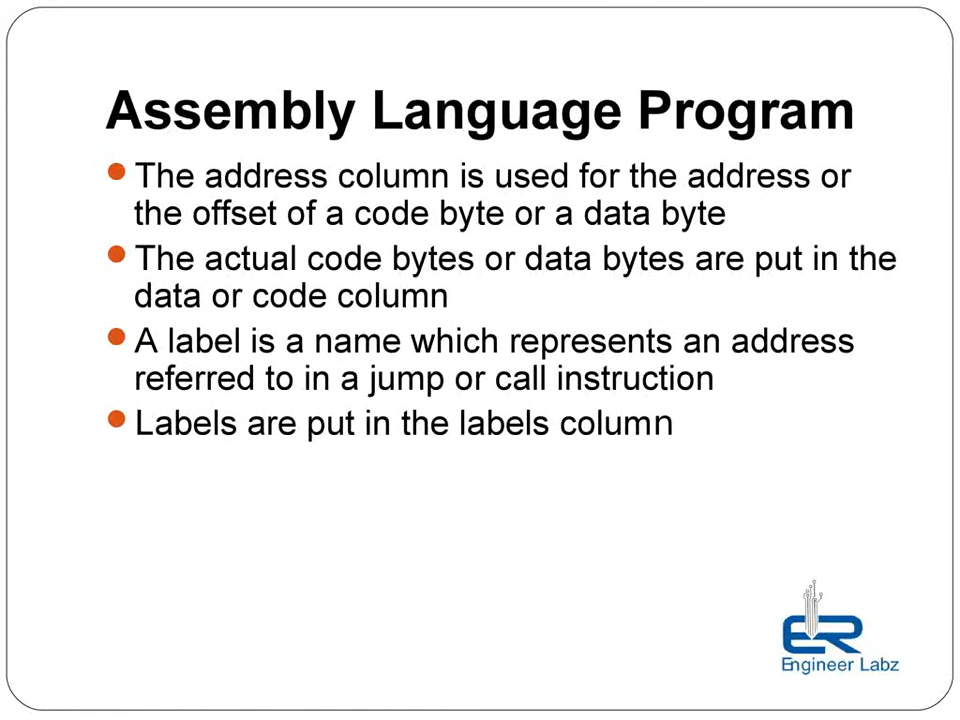 Assembly Language Program
The address column is used for the address or
the offset of a code byte or a data byte
The actual code bytes or data bytes are put in the
data or code column
A label is a name which represents an address
referred to in a jump or call instruction
Labels are put in the labels column
ER
Engineer Labz